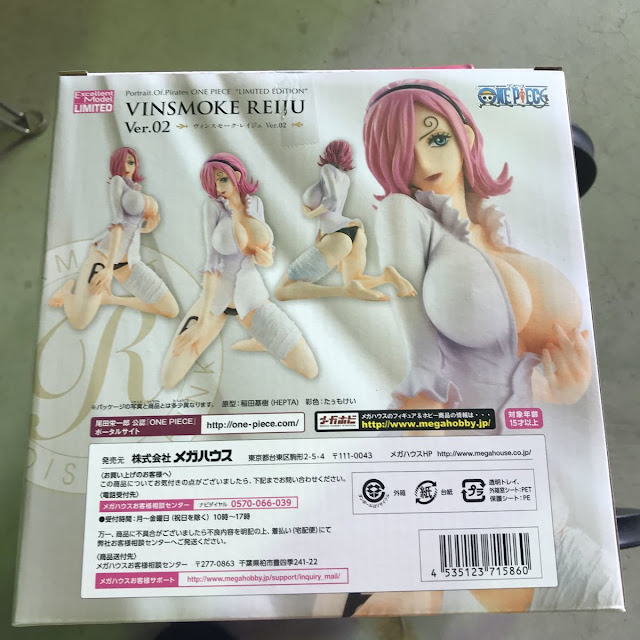 Excellent
Model
LIMITED
Portrait.Of.Pirates ONE PIECE "LIMITED EDITION"
VINSMOKE REIJU
Ver.02
ヴィンスモーク・レイジュ Ver.02
ONE PIECE
※パッケージの写真と商品とは多少異なります。
原型:稲田基樹(HEPTA) 彩色:たぅもけい
尾田栄一郎 公認「ONE PIECE」
ポータルサイト
http://one-piece.com/
メガホビ
メガハウスのフィギュア&ホビー商品の情報は・・・
http://www.megahobby.jp/
対象年齢
15才以上
発売元 株式会社 メガハウス 東京都台東区駒形2-5-4 〒111-0043 メガハウスHP http://www.megahouse.co.jp/
〈お買い上げのお客様へ〉
この商品についてお気付きの点がございましたら、下記までお問い合わせください。
〈電話受付先〉
メガハウスお客様相談センター ナビダイヤル 0570-066-039
●受付時間:月~金曜日(祝日を除く)10時~17時
万一、商品に不具合がございましたら不良内容を明記の上、着払い(宅配便)にて
弊社お客様相談センターへご発送ください。
〈商品送付先〉
メガハウスお客様相談センター 〒277-0863 千葉県柏市豊四季241-22
メガハウスお客様サポート http://www.megahobby.jp/support/inquiry_mail/
外箱
紙
台紙
プラ
透明トレイ,
外箱窓シート:PET
保護シート:PE
4 535123 715860